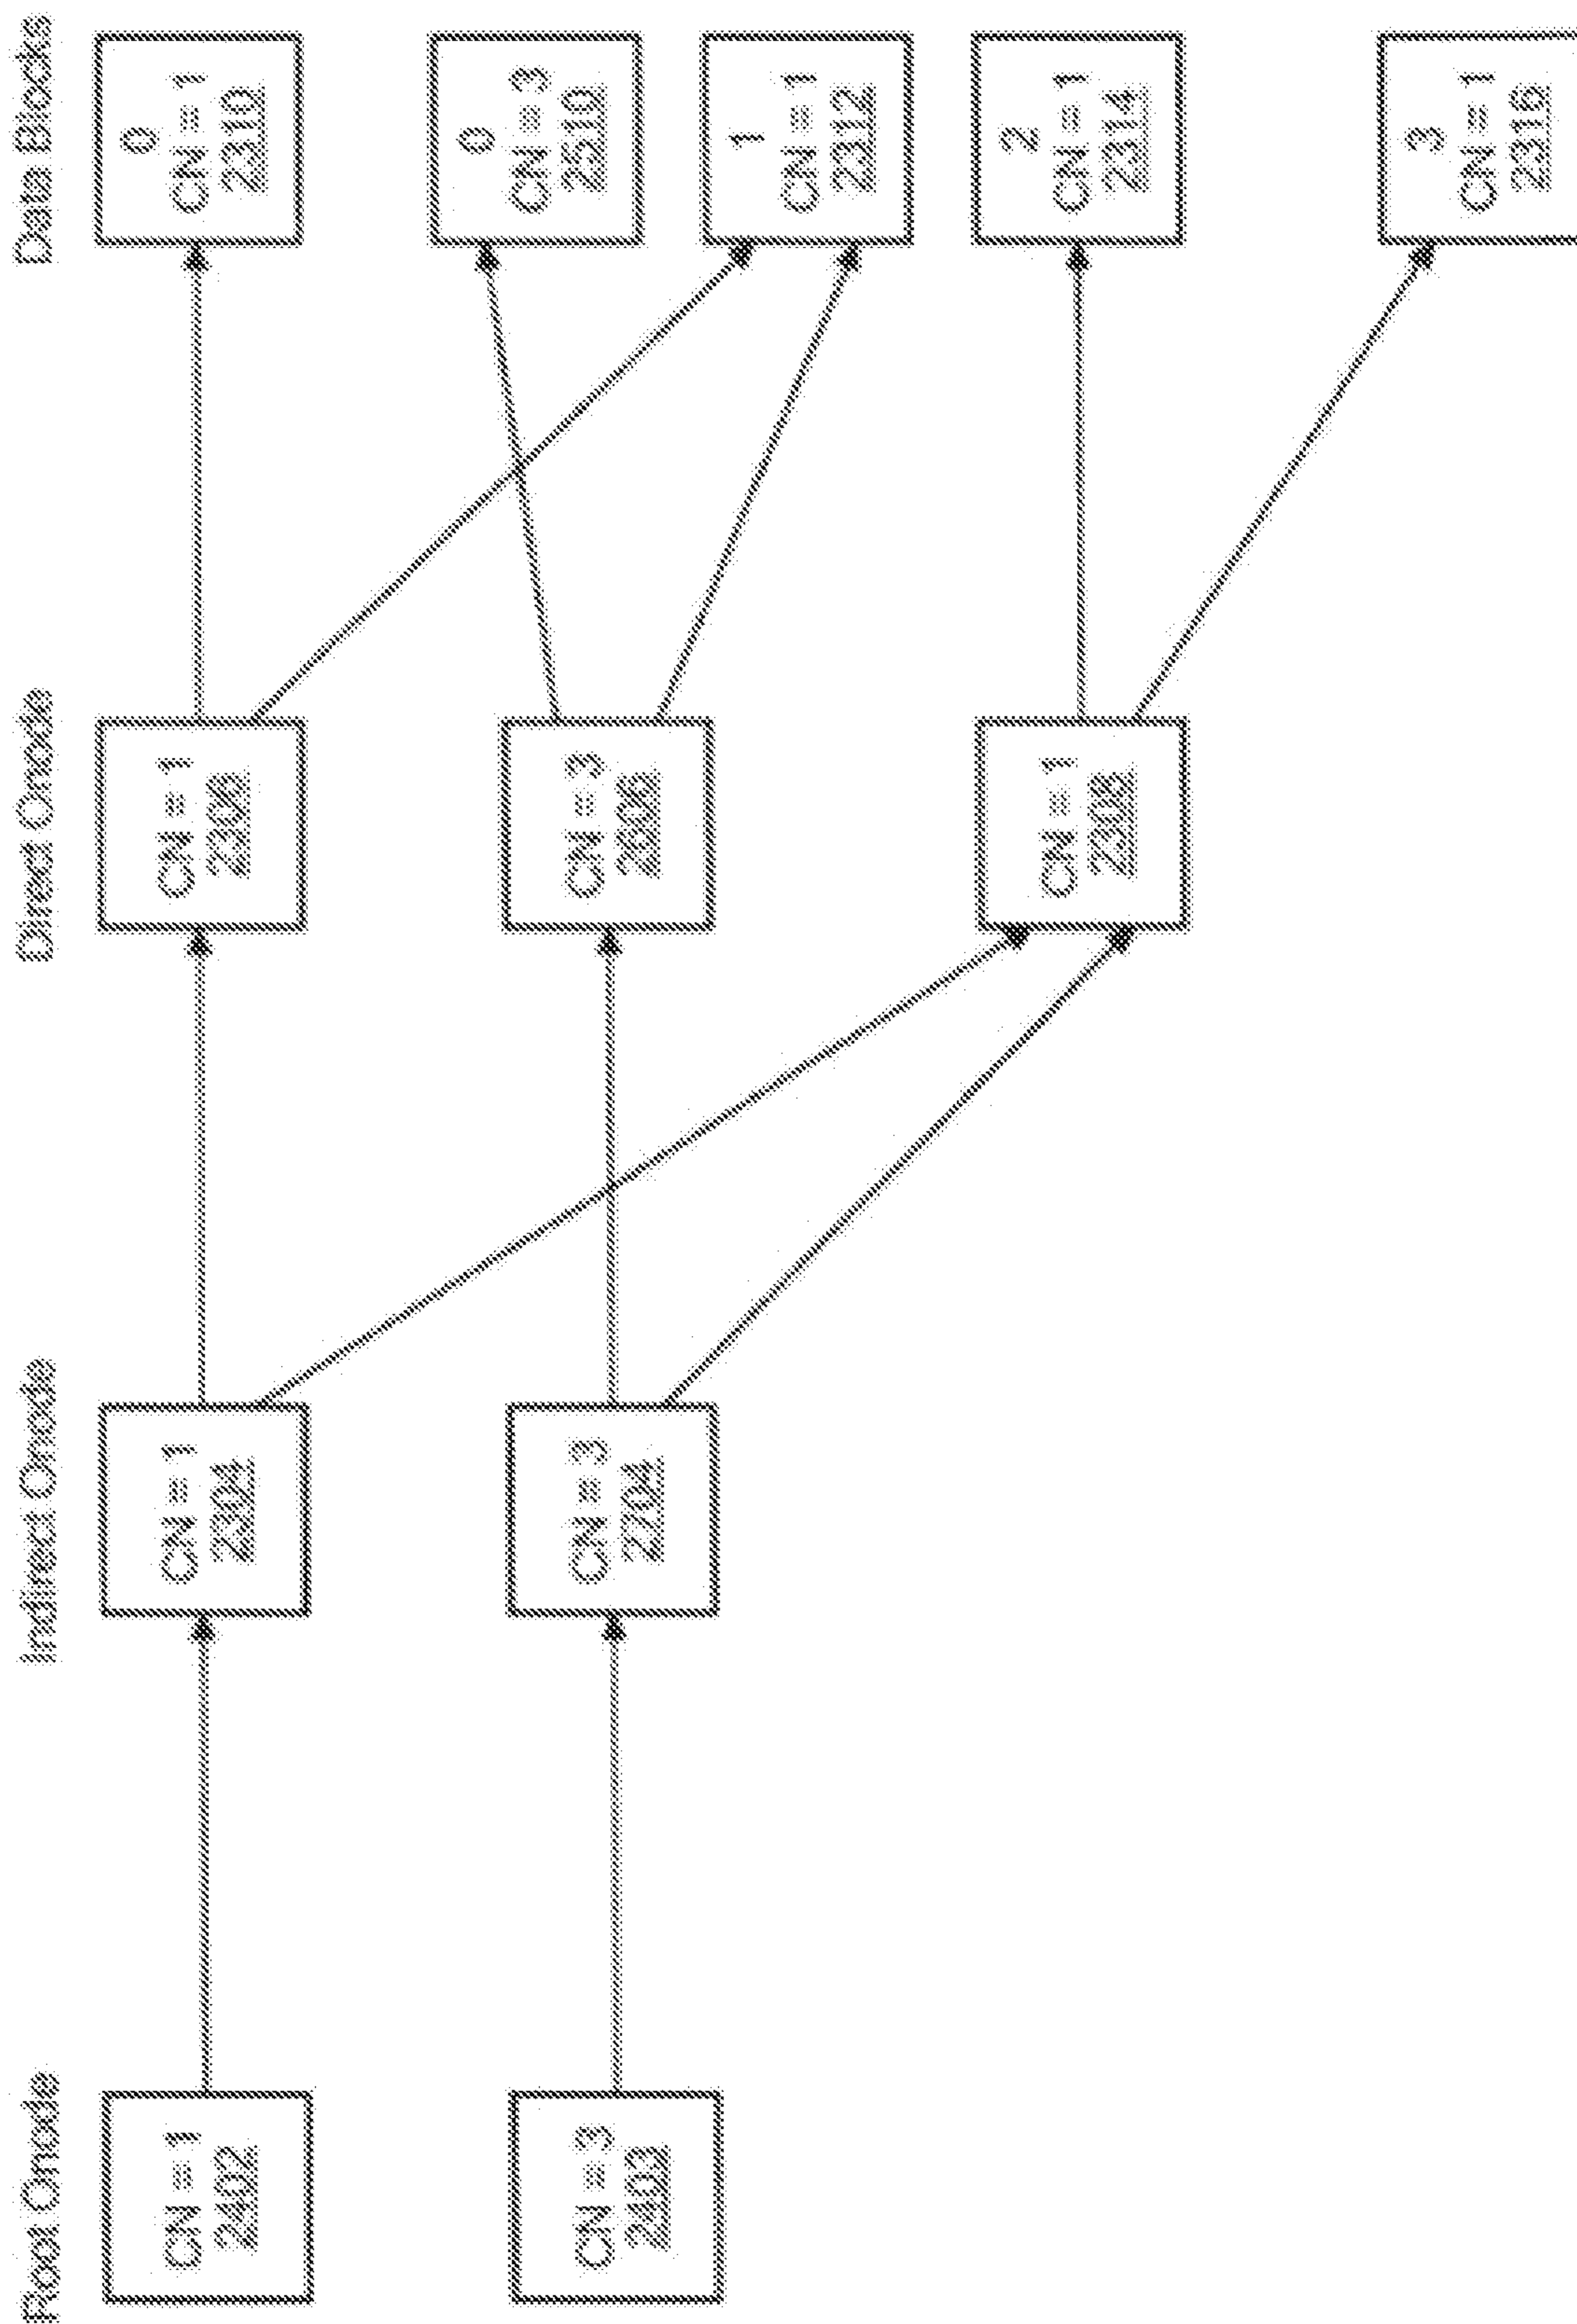 Root Onode
Indirect Onode
Direct Onode
Data Blocks
CN = 1
2402
CN = 1
2304
CN = 1
2306
0
CN = 1
2310
CN = 3
2403
CN = 3
2204
CN = 3
2006
0
CN = 3
2510
1
CN = 1
2312
CN = 1
2308
2
CN = 1
2314
3
CN = 1
2316